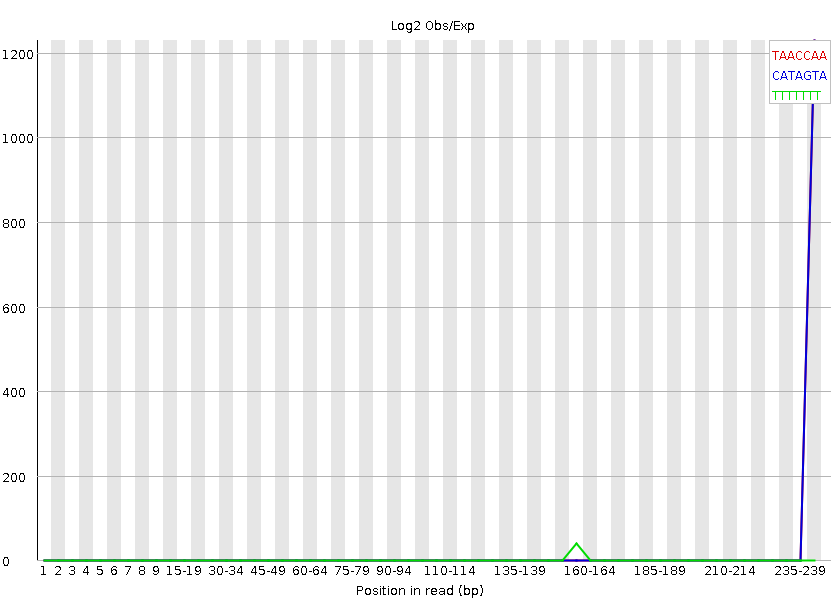 Log2 Obs/Exp
1200
1000
800
600
400
200
0
TAACCAA
CATAGTA
TTTTTTT
1 2 3 4 5 6 7 8 9 15-19 30-34 45-49 60-64 75-79 90-94 110-114 135-139 160-164 185-189 210-214 235-239
Position in read (bp)